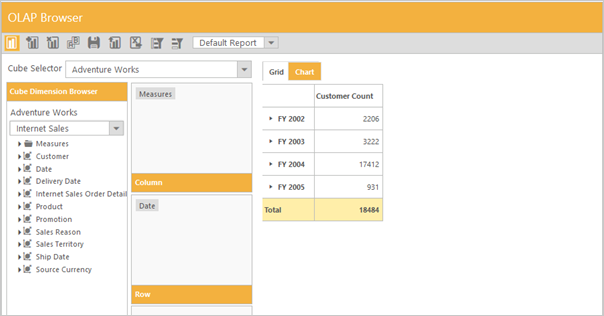 OLAP Browser
Default Report
Cube Selector
Adventure Works
Cube Dimension Browser
Adventure Works
Internet Sales
Measures
Customer
Date
Delivery Date
Internet Sales Order Detail
Product
Promotion
Sales Reason
Sales Territory
Ship Date
Source Currency
Measures
Column
Date
Row
Grid
Chart
Customer Count
FY 2002 2206
FY 2003 3222
FY 2004 17412
FY 2005 931
Total 18484